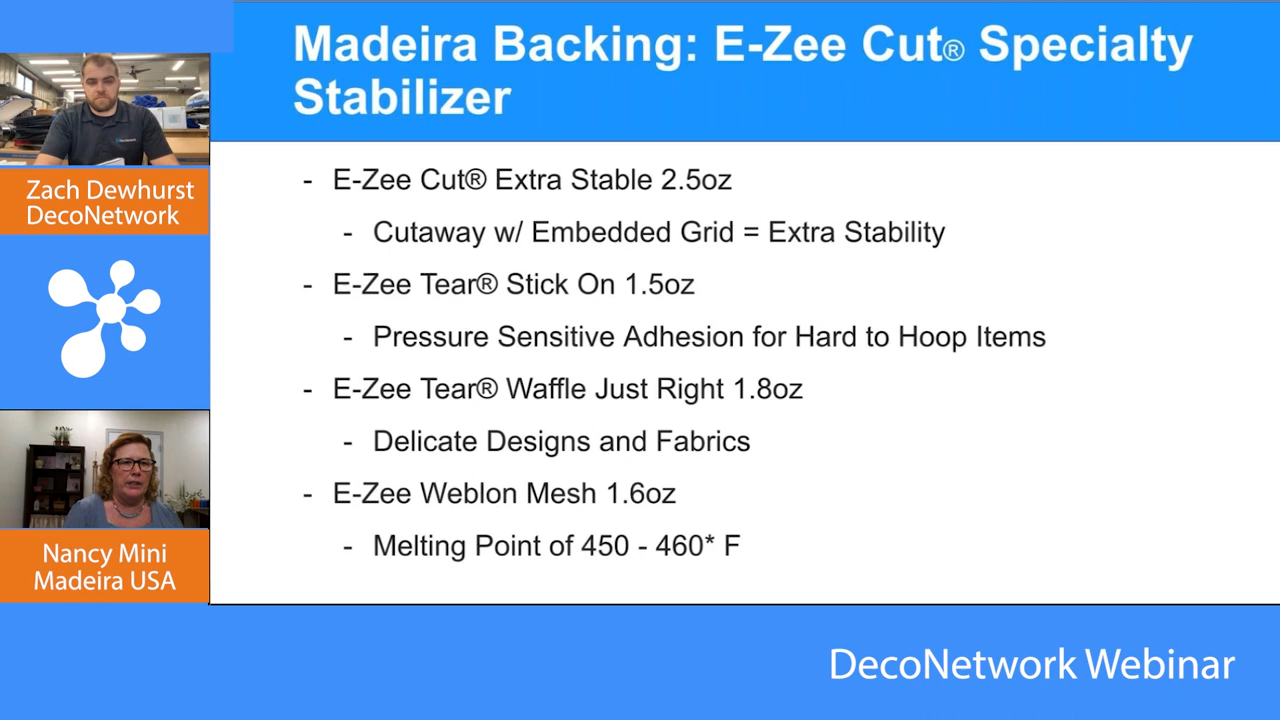 Madeira Backing: E-Zee Cut® Specialty
Stabilizer
Zach Dewhurst
DecoNetwork
- E-Zee Cut® Extra Stable 2.5oz
- Cutaway w/ Embedded Grid = Extra Stability
- E-Zee Tear® Stick On 1.5oz
- Pressure Sensitive Adhesion for Hard to Hoop Items
- E-Zee Tear® Waffle Just Right 1.8oz
- Delicate Designs and Fabrics
- E-Zee Weblon Mesh 1.6oz
- Melting Point of 450 - 460* F
Nancy Mini
Madeira USA
DecoNetwork Webinar